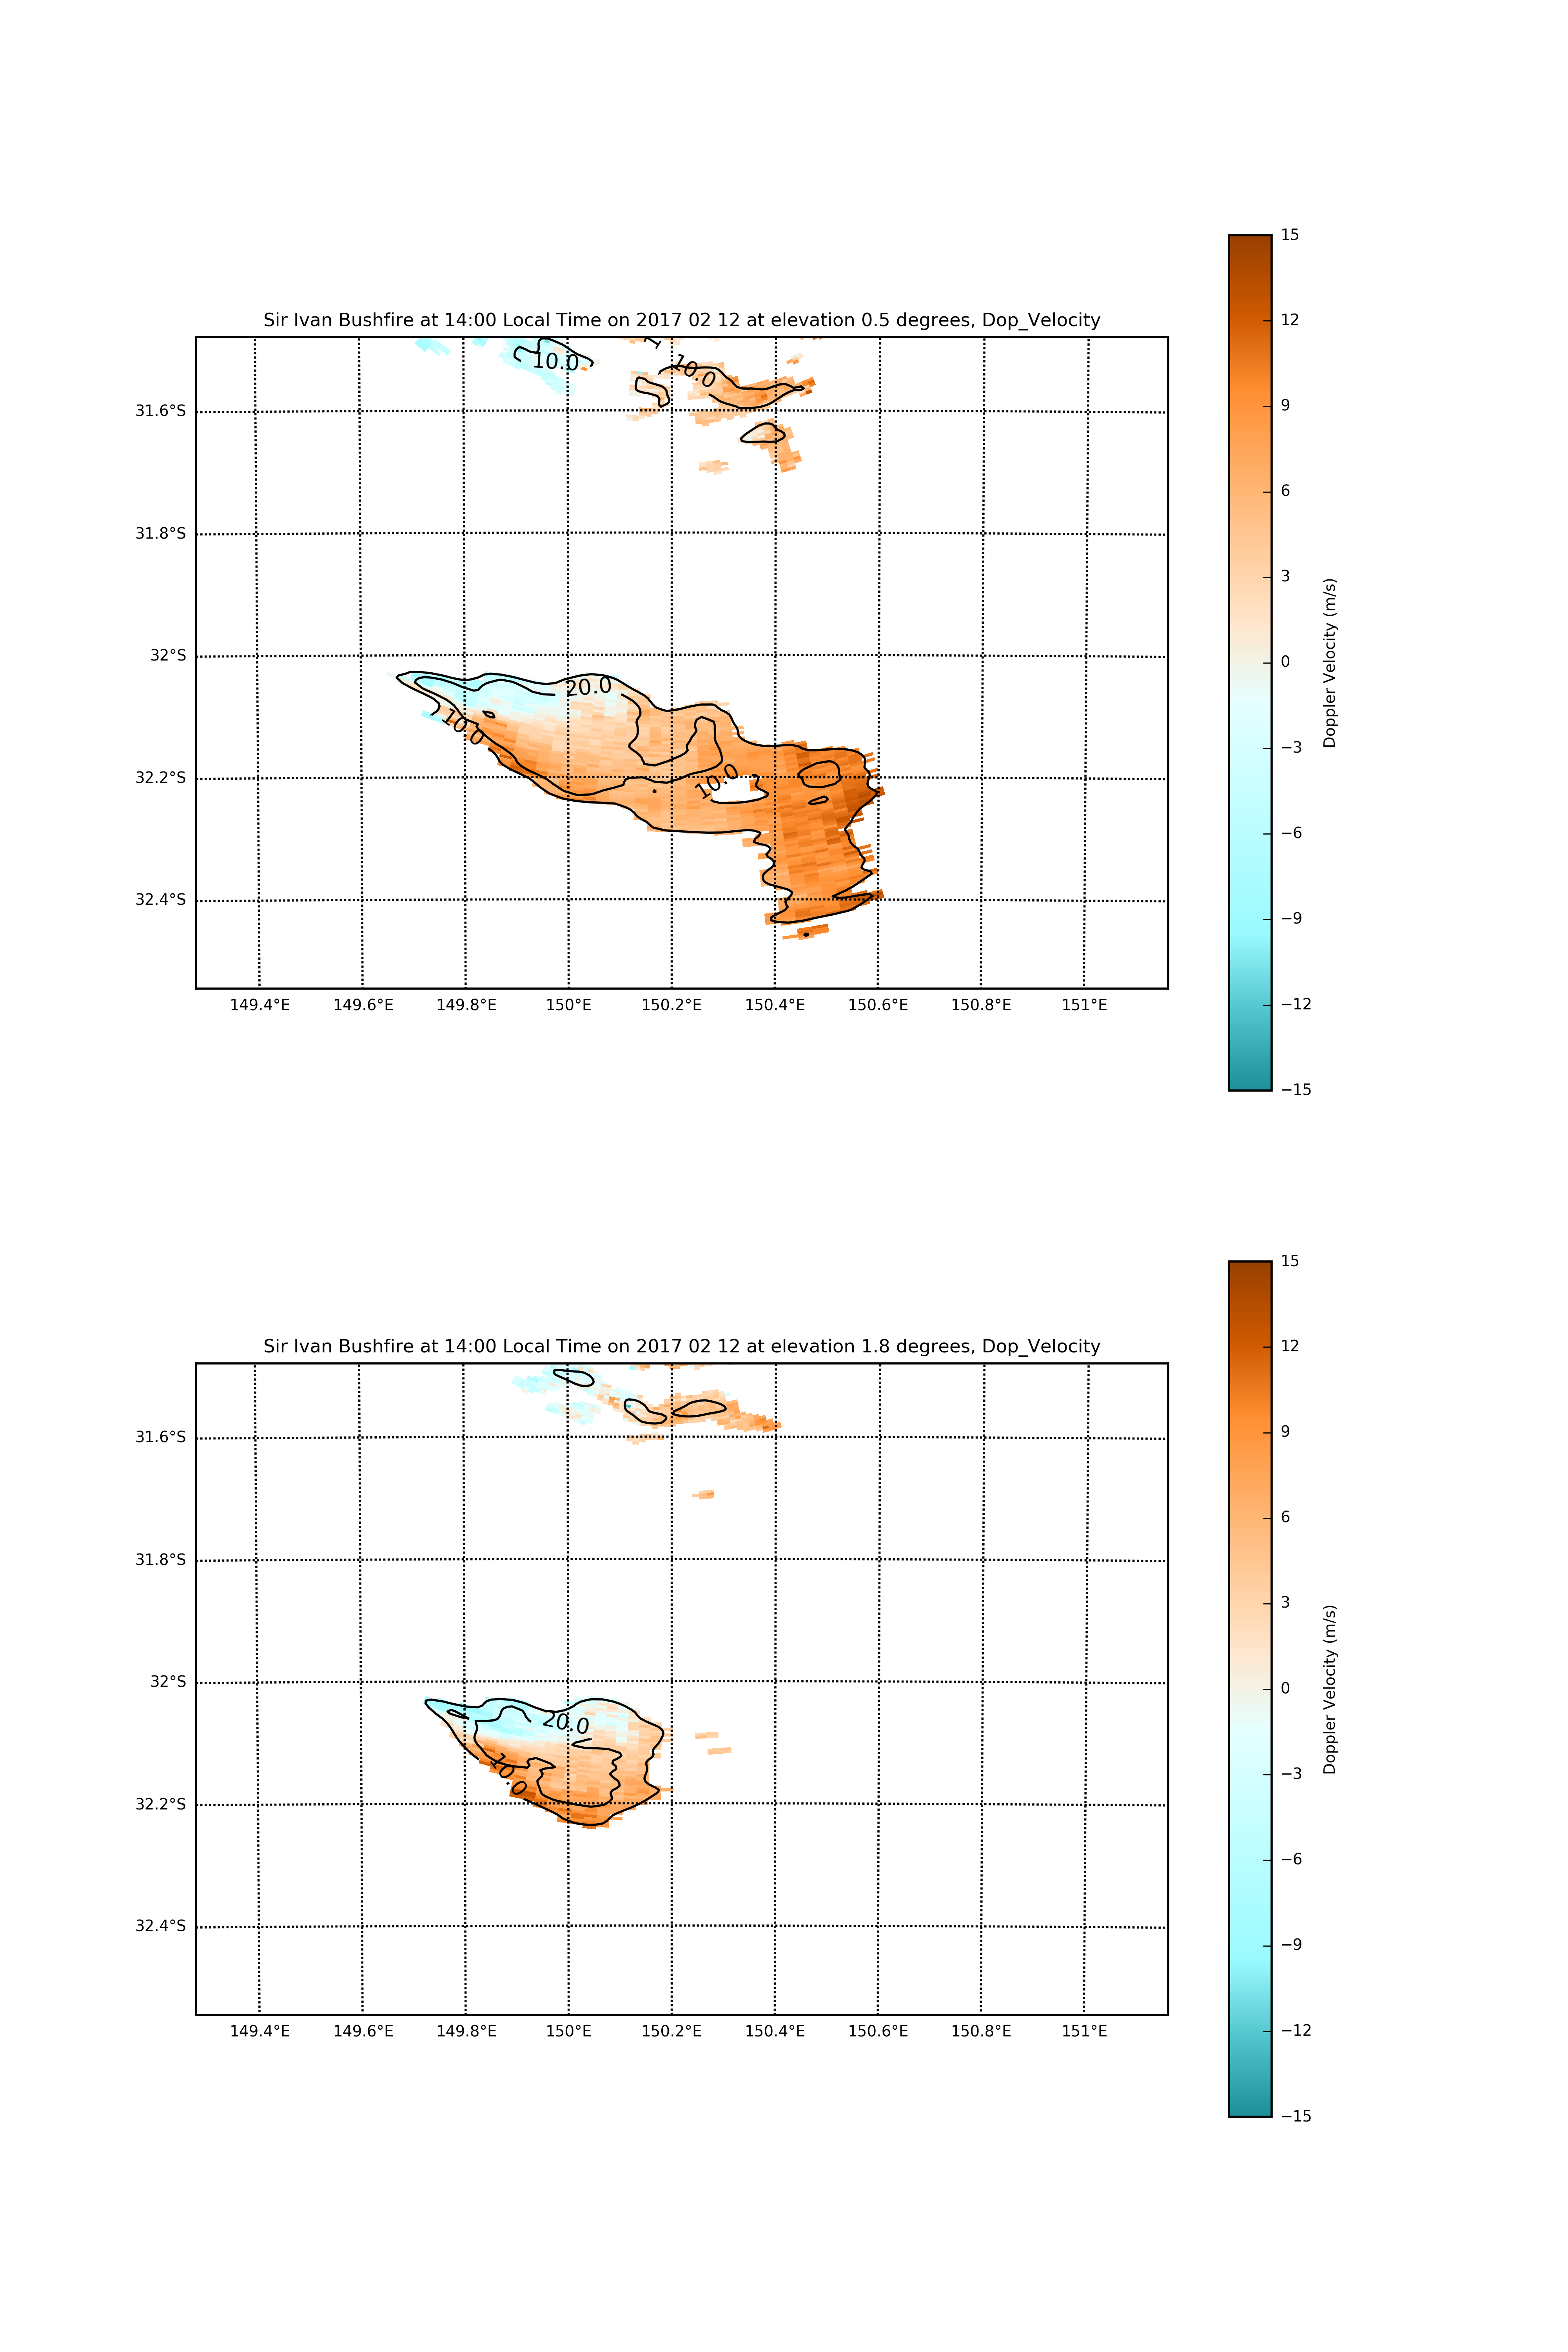 Sir Ivan Bushfire at 14:00 Local Time on 2017 02 12 at elevation 0.5 degrees, Dop_Velocity
10.0
10.0
1
31.6°S
31.8°S
32°S
32.2°S
32.4°S
20.0
10.0
10.0
149.4°E 149.6°E 149.8°E 150°E 150.2°E 150.4°E 150.6°E 150.8°E 151°E
15
12
9
6
3
0
−3
−6
−9
−12
−15
Doppler Velocity (m/s)
Sir Ivan Bushfire at 14:00 Local Time on 2017 02 12 at elevation 1.8 degrees, Dop_Velocity
31.6°S
31.8°S
32°S
32.2°S
32.4°S
20.0
10.0
149.4°E 149.6°E 149.8°E 150°E 150.2°E 150.4°E 150.6°E 150.8°E 151°E
15
12
9
6
3
0
−3
−6
−9
−12
−15
Doppler Velocity (m/s)